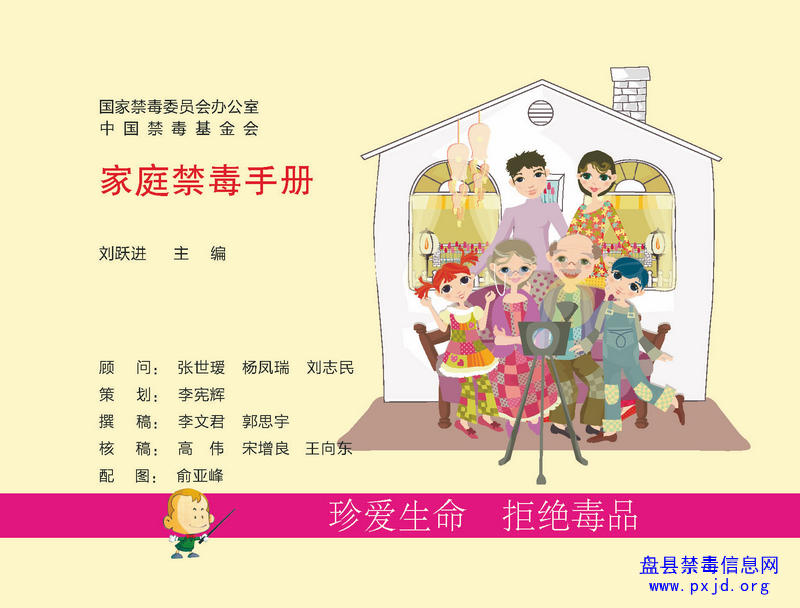 国家禁毒委员会办公室
中国禁毒基金会
家庭禁毒手册
刘跃进 主 编
顾 问： 张世瑷 杨凤瑞 刘志民
策 划： 李宪辉
撰 稿： 李文君 郭思宇
核 稿： 高 伟 宋增良 王向东
配 图： 俞亚峰
珍爱生命 拒绝毒品
盘县禁毒信息网
www.pxjd.org